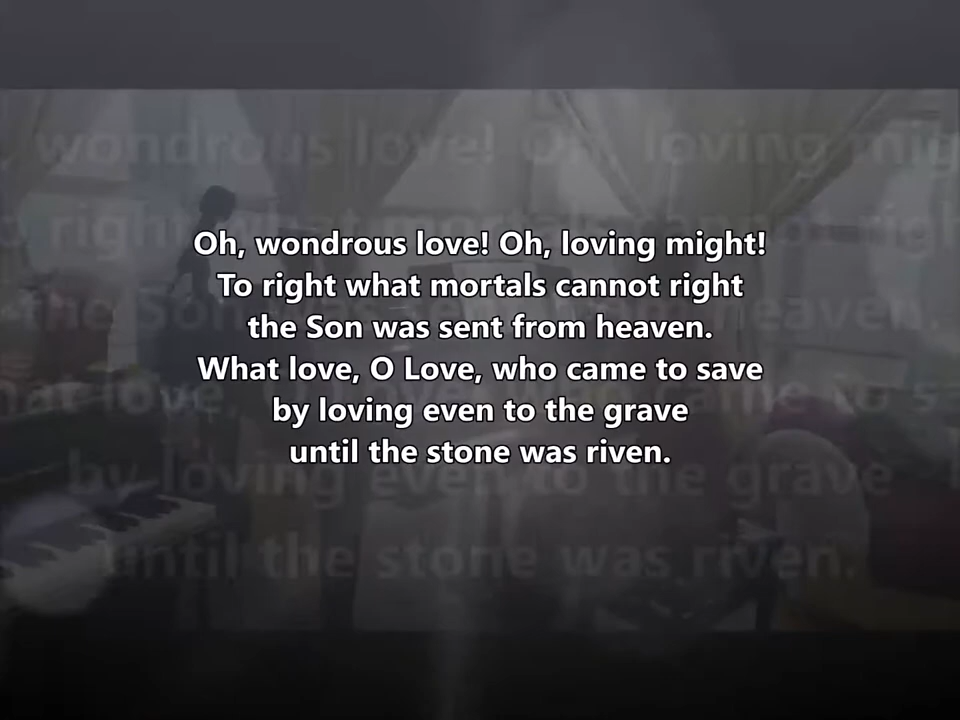 Oh, wondrous love! Oh, loving might!
To right what mortals cannot right
the Son was sent from heaven.
What love, O Love, who came to save
by loving even to the grave
until the stone was riven.